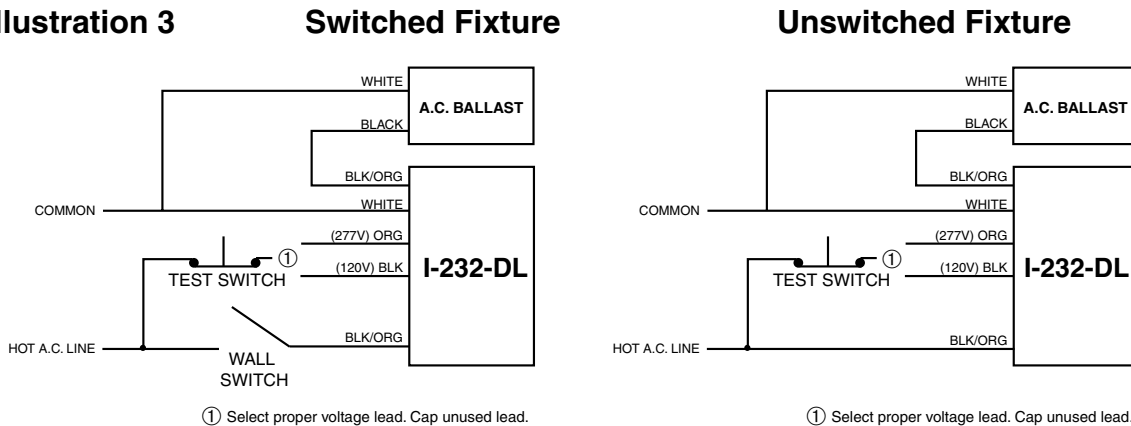 llustration 3
Switched Fixture
WHITE
A.C. BALLAST
BLACK
BLK/ORG
WHITE
COMMON
(277V) ORG
1
(120V) BLK
I-232-DL
TEST SWITCH
BLK/ORG
HOT A.C. LINE
WALL
SWITCH
① Select proper voltage lead. Cap unused lead.
Unswitched Fixture
WHITE
A.C. BALLAST
BLACK
BLK/ORG
WHITE
COMMON
(277V) ORG
①
(120V) BLK
I-232-DL
TEST SWITCH
BLK/ORG
HOT A.C. LINE
① Select proper voltage lead. Cap unused lead.